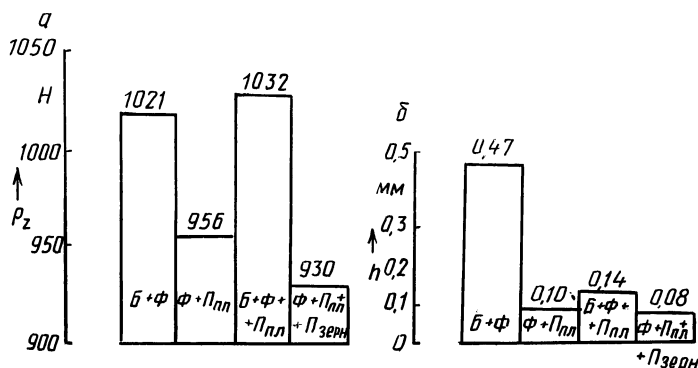 а
1050
Н
1000
Pz
950
900
1021
956
1032
930
Б+Ф
Ф+Ппл
Б+Ф+
+Ппл
Ф+Ппл+
+Пзерн
б
0,5
мм
0,3
h
0,2
0,1
0
0,47
0,10
0,14
0,08
Б+Ф
Ф+Ппл
Б+Ф+
+Ппл
Ф+Ппл+
+Пзерн